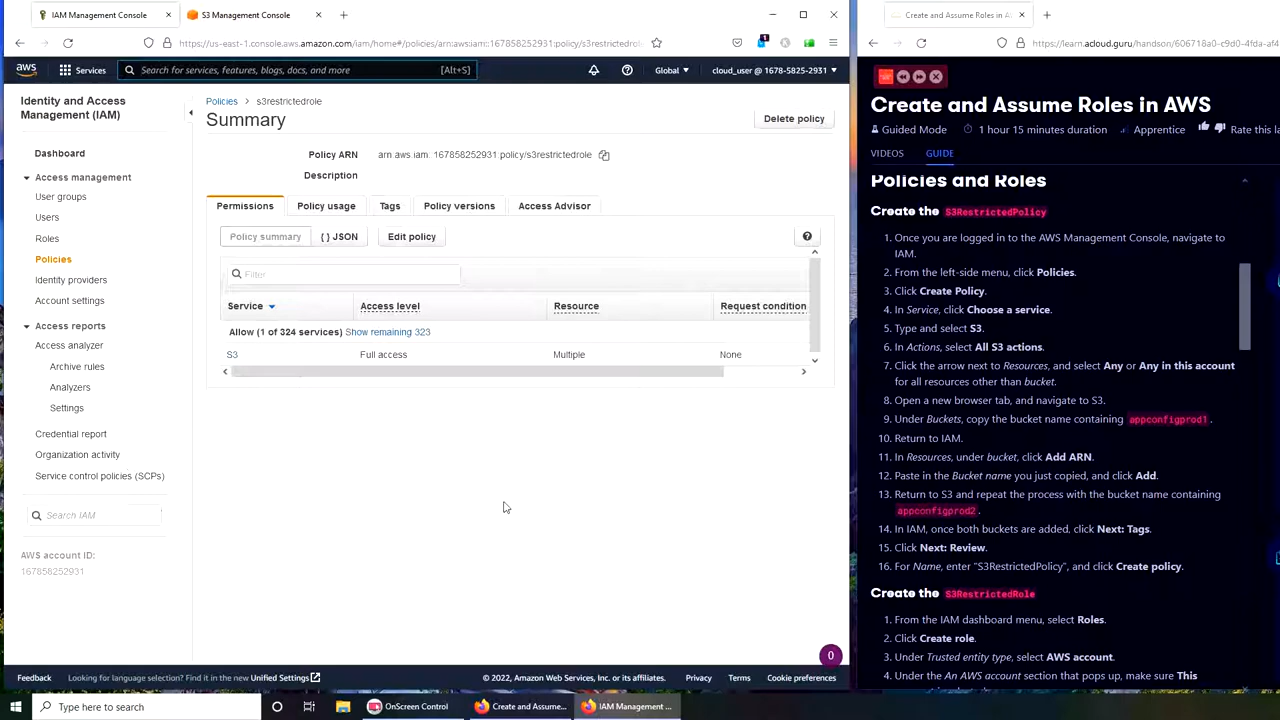 IAM Management Console
S3 Management Console
https://us-east-1.console.aws.amazon.com/iam/home#/policies/arn:aws:iam::167858252931:policy/s3restrictedrole
1
aws
Services
Search for services, features, blogs, docs, and more
[Alt+S]
Global
cloud_user @ 1678-5825-2931
Identity and Access
Management (IAM)
Dashboard
Access management
User groups
Users
Roles
Policies
Identity providers
Account settings
Access reports
Access analyzer
Archive rules
Analyzers
Settings
Credential report
Organization activity
Service control policies (SCPs)
Search IAM
AWS account ID:
167858252931
Policies > s3restrictedrole
Summary
Delete policy
Policy ARN arn:aws:iam::167858252931:policy/s3restrictedrole
Description
Permissions
Policy usage
Tags
Policy versions
Access Advisor
Policy summary
{ } JSON
Edit policy
Filter
Service
Access level
Resource
Request condition
Allow (1 of 324 services) Show remaining 323
S3
Full access
Multiple
None
0
Feedback
Looking for language selection? Find it in the new Unified Settings
© 2022, Amazon Web Services, Inc. or its affiliates.
Privacy
Terms
Cookie preferences
Create and Assume Roles in A
https://learn.acloud.guru/handson/606718a0-c9d0-4fda-af4
Create and Assume Roles in AWS
Guided Mode
1 hour 15 minutes duration
Apprentice
Rate this la
VIDEOS
GUIDE
Policies and Roles
Create the S3RestrictedPolicy
1. Once you are logged in to the AWS Management Console, navigate to
IAM.
2. From the left-side menu, click Policies.
3. Click Create Policy.
4. In Service, click Choose a service.
5. Type and select S3.
6. In Actions, select All S3 actions.
7. Click the arrow next to Resources, and select Any or Any in this account
for all resources other than bucket.
8. Open a new browser tab, and navigate to S3.
9. Under Buckets, copy the bucket name containing appconfigprod1 .
10. Return to IAM.
11. In Resources, under bucket, click Add ARN.
12. Paste in the Bucket name you just copied, and click Add.
13. Return to S3 and repeat the process with the bucket name containing
appconfigprod2 .
14. In IAM, once both buckets are added, click Next: Tags.
15. Click Next: Review.
16. For Name, enter "S3RestrictedPolicy", and click Create policy.
Create the S3RestrictedRole
1. From the IAM dashboard menu, select Roles.
2. Click Create role.
3. Under Trusted entity type, select AWS account.
4. Under the An AWS account section that pops up, make sure This
Type here to search
OnScreen Control
Create and Assume...
IAM Management ...